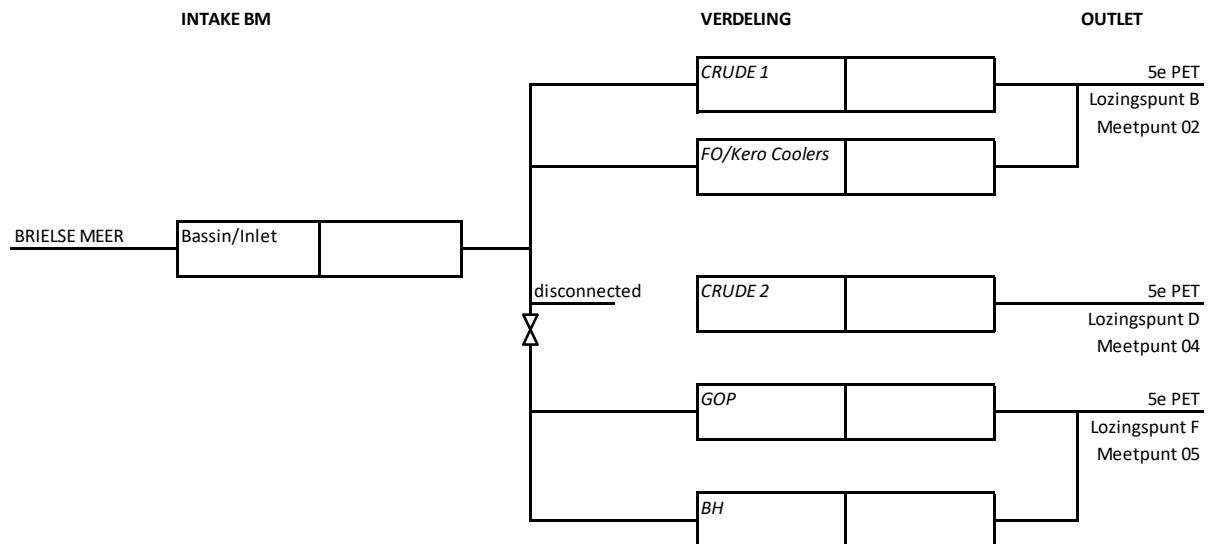 INTAKE BM
VERDELING
OUTLET
CRUDE 1
5e PET
Lozingspunt B
Meetpunt 02
FO/Kero Coolers
BRIELSE MEER
Bassin/Inlet
disconnected
CRUDE 2
5e PET
Lozingspunt D
Meetpunt 04
GOP
5e PET
Lozingspunt F
Meetpunt 05
BH